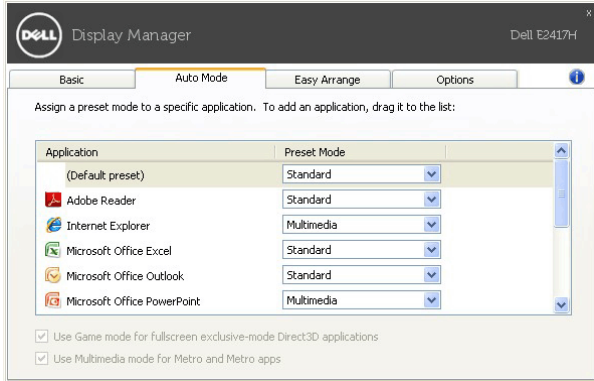 x
DELL Display Manager Dell E2417H
Basic Auto Mode Easy Arrange Options i
Assign a preset mode to a specific application. To add an application, drag it to the list:
Application Preset Mode
(Default preset) Standard
Adobe Reader Standard
Internet Explorer Multimedia
Microsoft Office Excel Standard
Microsoft Office Outlook Standard
Microsoft Office PowerPoint Multimedia
Use Game mode for fullscreen exclusive-mode Direct3D applications
Use Multimedia mode for Metro and Metro apps